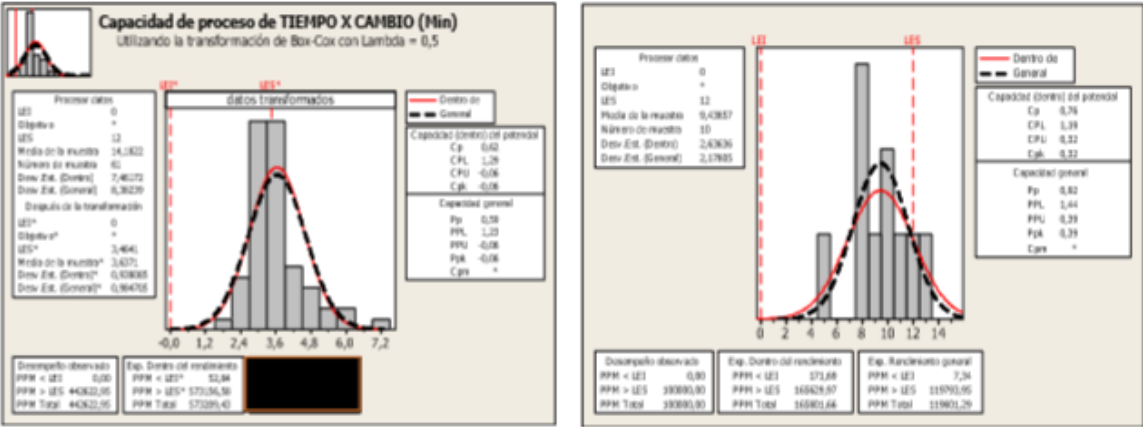 Capacidad de proceso de TIEMPO X CAMBIO (Min)
Utilizando la transformación de Box-Cox con Lambda = 0,5
LEI* LES*
datos transformados
Procesar datos
LEI 0
Objetivo *
LES 12
Media de la muestra 14,1822
Número de muestra 61
Desv.Est. (Dentro) 7,46172
Desv.Est. (General) 8,38239
Después de la transformación
LEI* 0
Objetivo* *
LES* 3,4641
Media de la muestra* 3,6371
Desv.Est. (Dentro)* 0,938085
Desv.Est. (General)* 0,984705
Dentro de
General
Capacidad (dentro) del potencial
Cp 0,62
CPL 1,29
CPU -0,06
Cpk -0,06
Capacidad general
Pp 0,59
PPL 1,23
PPU -0,06
Ppk -0,06
Cpm *
-0,0 1,2 2,4 3,6 4,8 6,0 7,2
Desempeño observado
PPM < LEI 0,00
PPM > LES 442622,95
PPM Total 442622,95
Exp. Dentro del rendimiento
PPM < LEI* 52,84
PPM > LES* 573156,58
PPM Total 573209,43
LEI LES
Procesar datos
LEI 0
Objetivo *
LES 12
Media de la muestra 9,43857
Número de muestra 10
Desv.Est. (Dentro) 2,63636
Desv.Est. (General) 2,17805
Dentro de
General
Capacidad (dentro) del potencial
Cp 0,76
CPL 1,19
CPU 0,32
Cpk 0,32
Capacidad general
Pp 0,92
PPL 1,44
PPU 0,39
Ppk 0,39
Cpm *
0 2 4 6 8 10 12 14
Desempeño observado
PPM < LEI 0,00
PPM > LES 100000,00
PPM Total 100000,00
Exp. Dentro del rendimiento
PPM < LEI 171,69
PPM > LES 165629,97
PPM Total 165801,66
Exp. Rendimiento general
PPM < LEI 7,34
PPM > LES 119793,95
PPM Total 119801,29